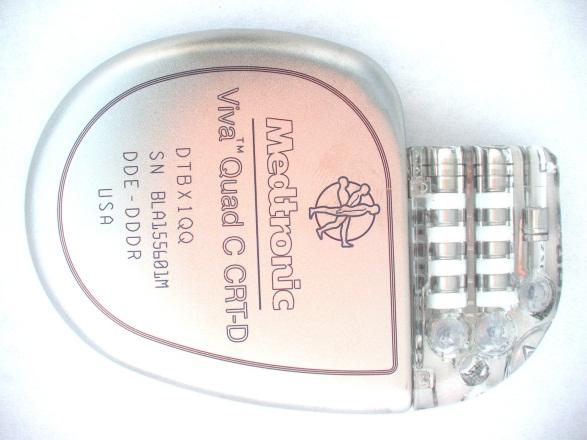 Medtronic
Viva™ Quad C CRT-D
DTBX1QQ
SN BLA155601M
DDE - DDDR
USA